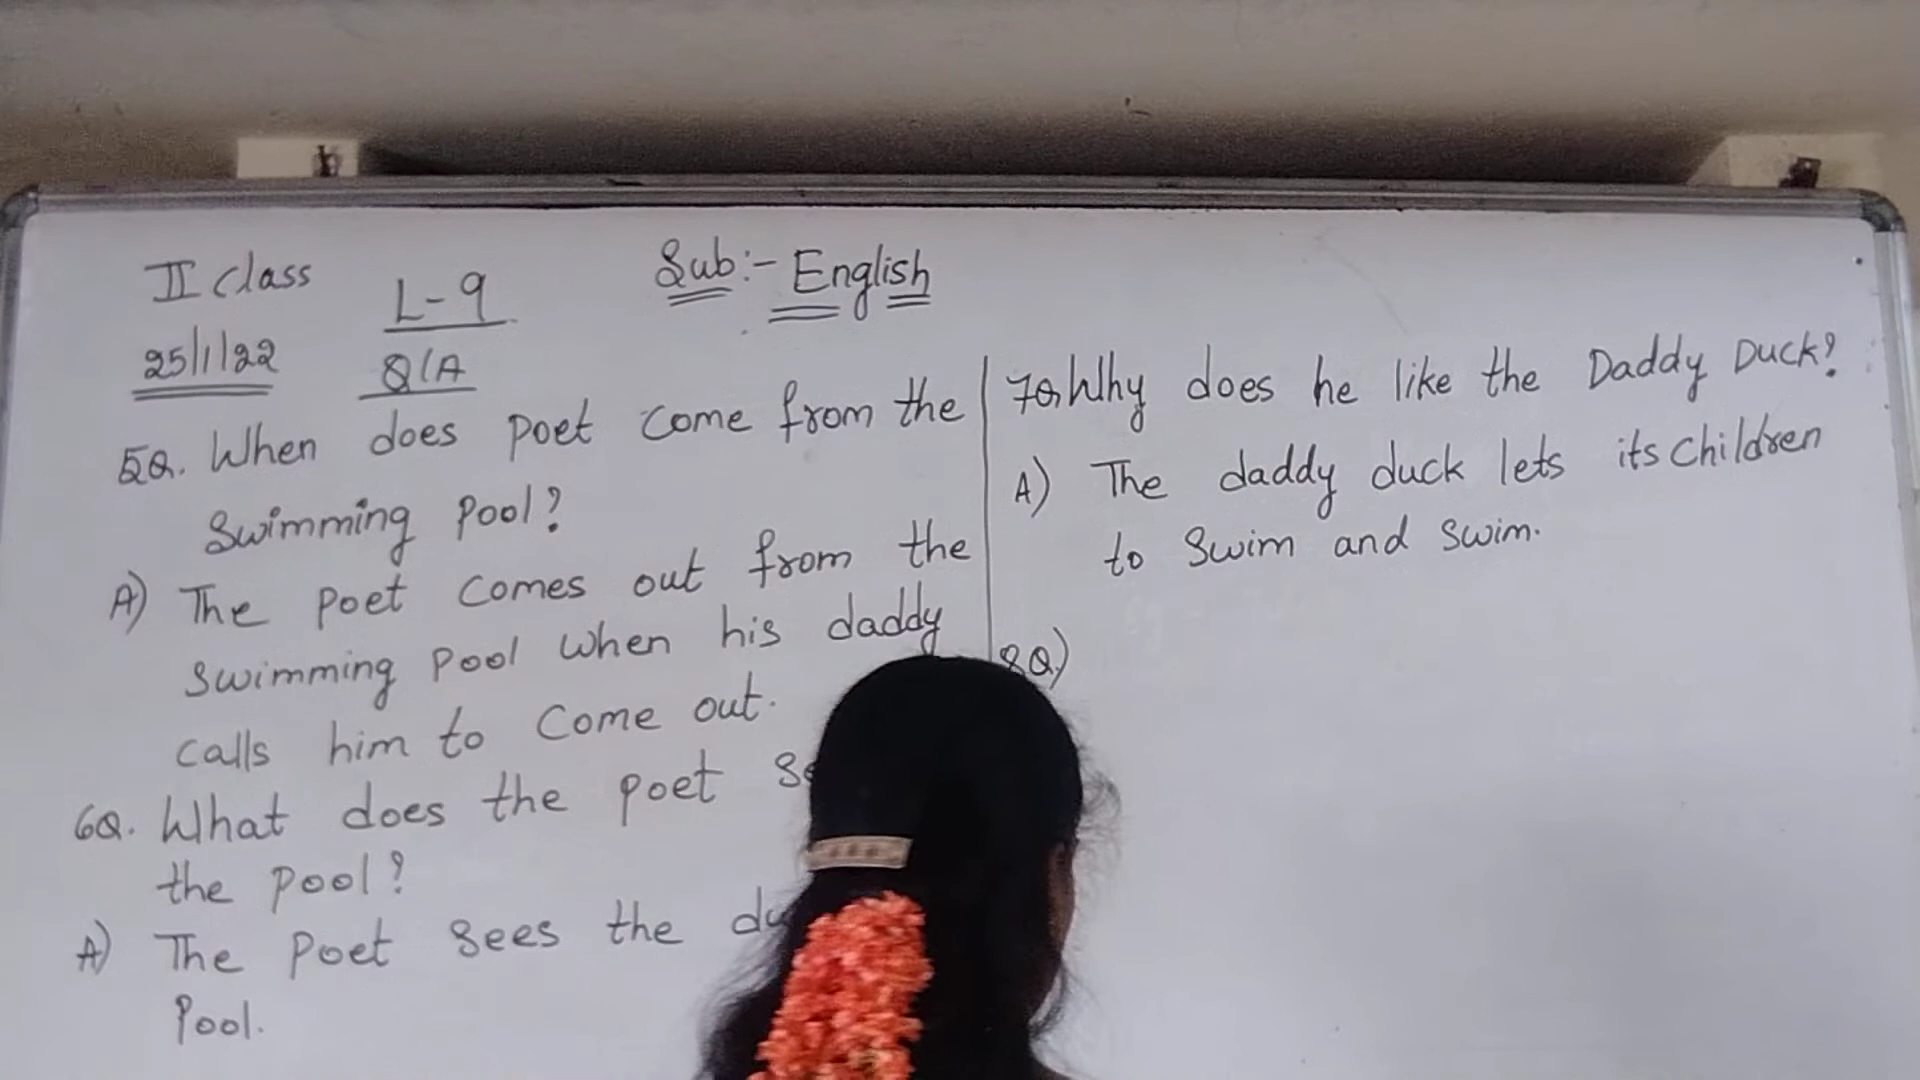 II Class
L-9
Sub:- English
25/1/22
Q/A
5Q. When does poet come from the
Swimming pool?
A) The poet comes out from the
swimming pool when his daddy
calls him to come out.
6Q. What does the poet
the pool?
A) The poet sees the
Pool.
7Q, Why does he like the Daddy Duck?
A) The daddy duck lets its children
to swim and swim.
8Q)